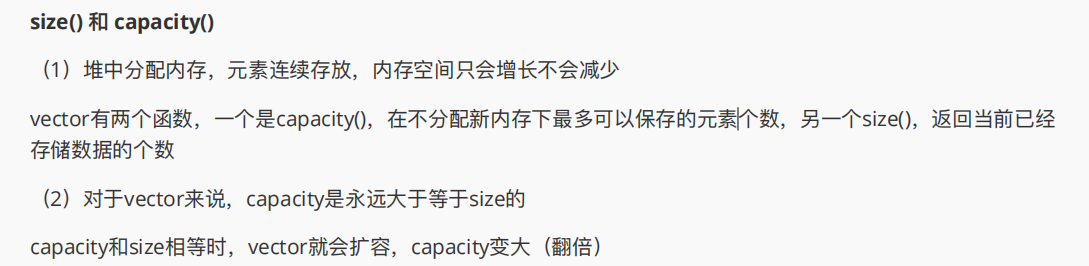 size() 和 capacity()
（1）堆中分配内存，元素连续存放，内存空间只会增长不会减少
vector有两个函数，一个是capacity()，在不分配新内存下最多可以保存的元素个数，另一个size()，返回当前已经
存储数据的个数
（2）对于vector来说，capacity是永远大于等于size的
capacity和size相等时，vector就会扩容，capacity变大（翻倍）